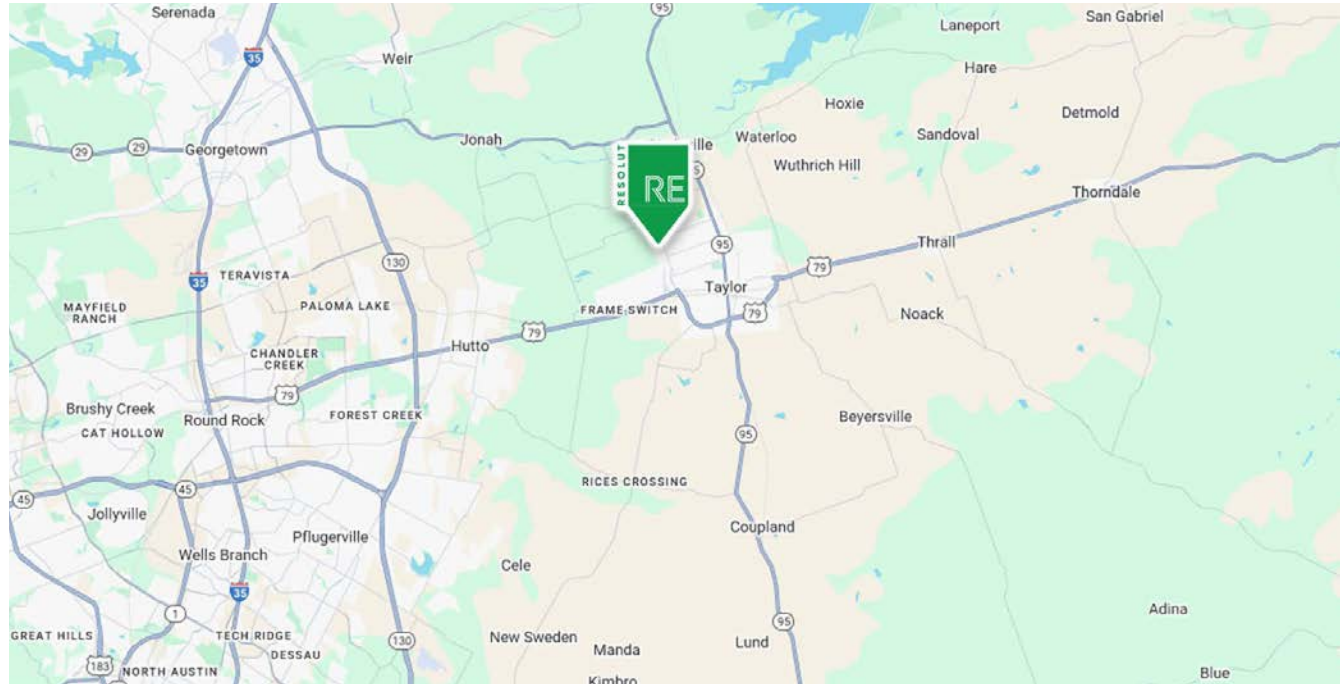 Serenada
95
Laneport
San Gabriel
35
Weir
Hare
Hoxie
Detmold
29
29
Georgetown
Jonah
ville
Waterloo
Sandoval
Wuthrich Hill
RESOLUT
RE
Thorndale
95
Thrall
79
130
35
TERAVISTA
Taylor
MAYFIELD
RANCH
PALOMA LAKE
FRAME SWITCH
79
Noack
79
Hutto
CHANDLER
CREEK
79
Brushy Creek
CAT HOLLOW
Round Rock
FOREST CREEK
Beyersville
95
45
45
RICES CROSSING
Jollyville
Pflugerville
Coupland
Wells Branch
Cele
35
1
Adina
95
GREAT HILLS
TECH RIDGE
130
New Sweden
Manda
Lund
DESSAU
183
NORTH AUSTIN
Kimbro
Blue